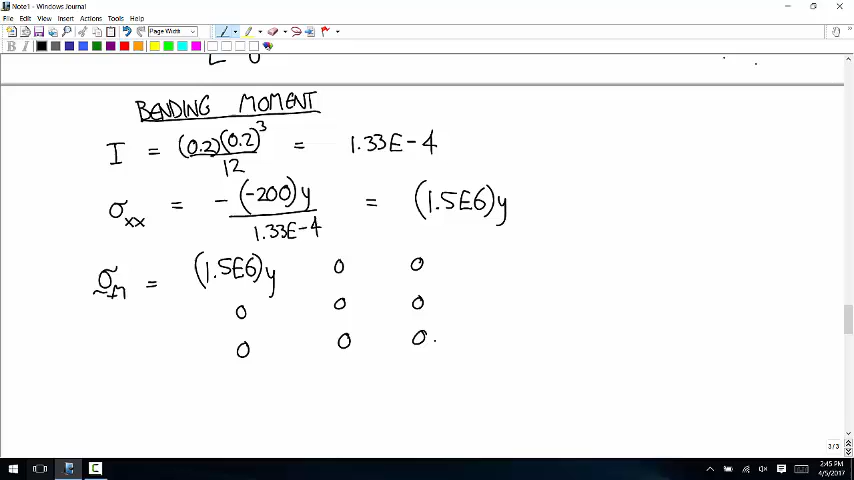 Note1 - Windows Journal
File Edit View Insert Actions Tools Help
Page Width
B I
BENDING MOMENT
I = (0.2)(0.2)^3 / 12 = 1.33E-4
σxx = - (-200)y / 1.33E-4 = (1.5E6)y
σM = (1.5E6)y 0 0
0 0 0
0 0 0
3/3
2:45 PM
4/5/2017